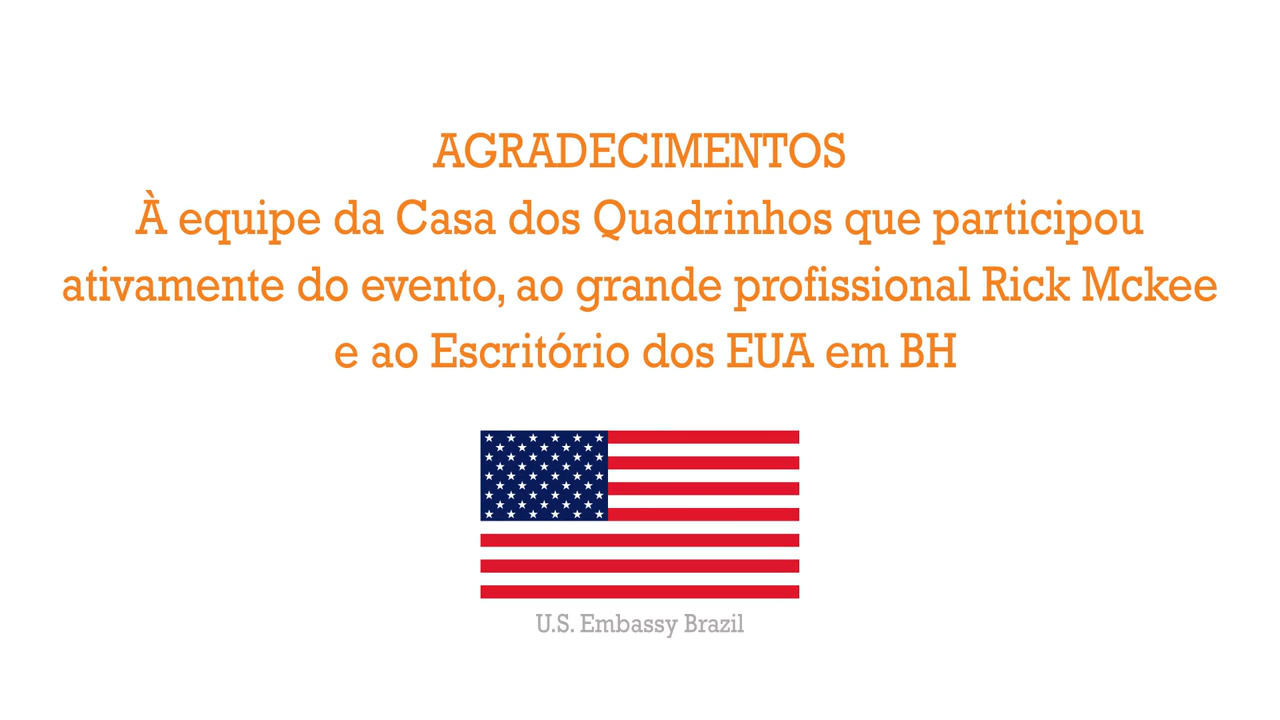 AGRADECIMENTOS
À equipe da Casa dos Quadrinhos que participou
ativamente do evento, ao grande profissional Rick Mckee
e ao Escritório dos EUA em BH
U.S. Embassy Brazil